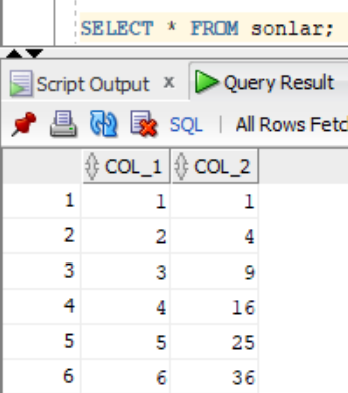 SELECT * FROM sonlar;
Script Output x Query Result
SQL | All Rows Fetc
COL_1 COL_2
1 1 1
2 2 4
3 3 9
4 4 16
5 5 25
6 6 36